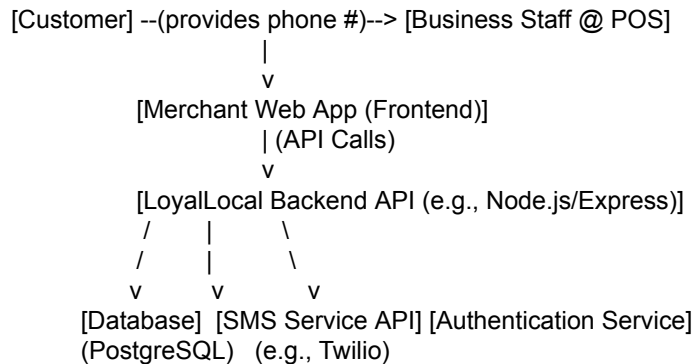 [Customer] --(provides phone #)--> [Business Staff @ POS]
|
v
[Merchant Web App (Frontend)]
| (API Calls)
v
[LoyalLocal Backend API (e.g., Node.js/Express)]
/ | \
/ | \
v v v
[Database] [SMS Service API] [Authentication Service]
(PostgreSQL) (e.g., Twilio)